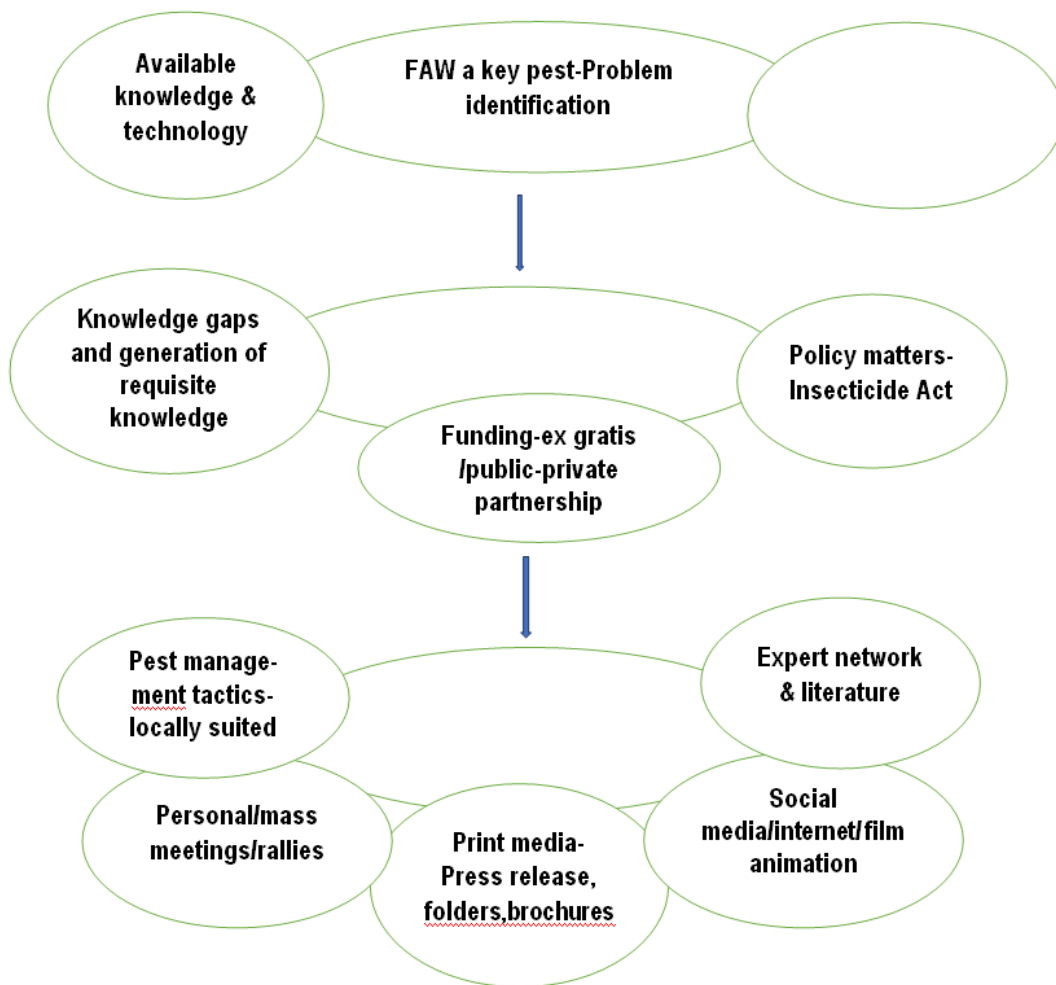 Available
knowledge &
technology
FAW a key pest-Problem
identification
Knowledge gaps
and generation of
requisite
knowledge
Policy matters-
Insecticide Act
Funding-ex gratis
/public-private
partnership
Pest manage-
ment tactics-
locally suited
Expert network
& literature
Personal/mass
meetings/rallies
Print media-
Press release,
folders,brochures
Social
media/internet/film
animation